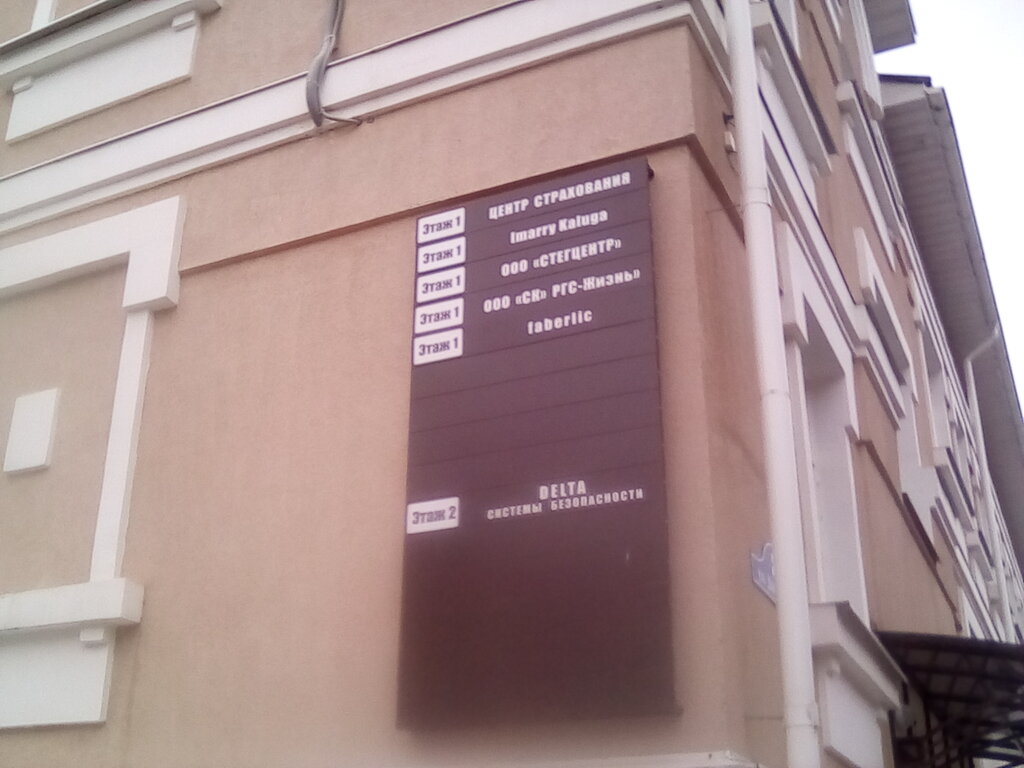 Этаж 1 ЦЕНТР СТРАХОВАНИЯ
Этаж 1 Imarry Kaluga
Этаж 1 ООО «СТЕГЦЕНТР»
Этаж 1 ООО «СК» РГС-Жизнь»
Этаж 1 faberlic
Этаж 2 DELTA
СИСТЕМЫ БЕЗОПАСНОСТИ